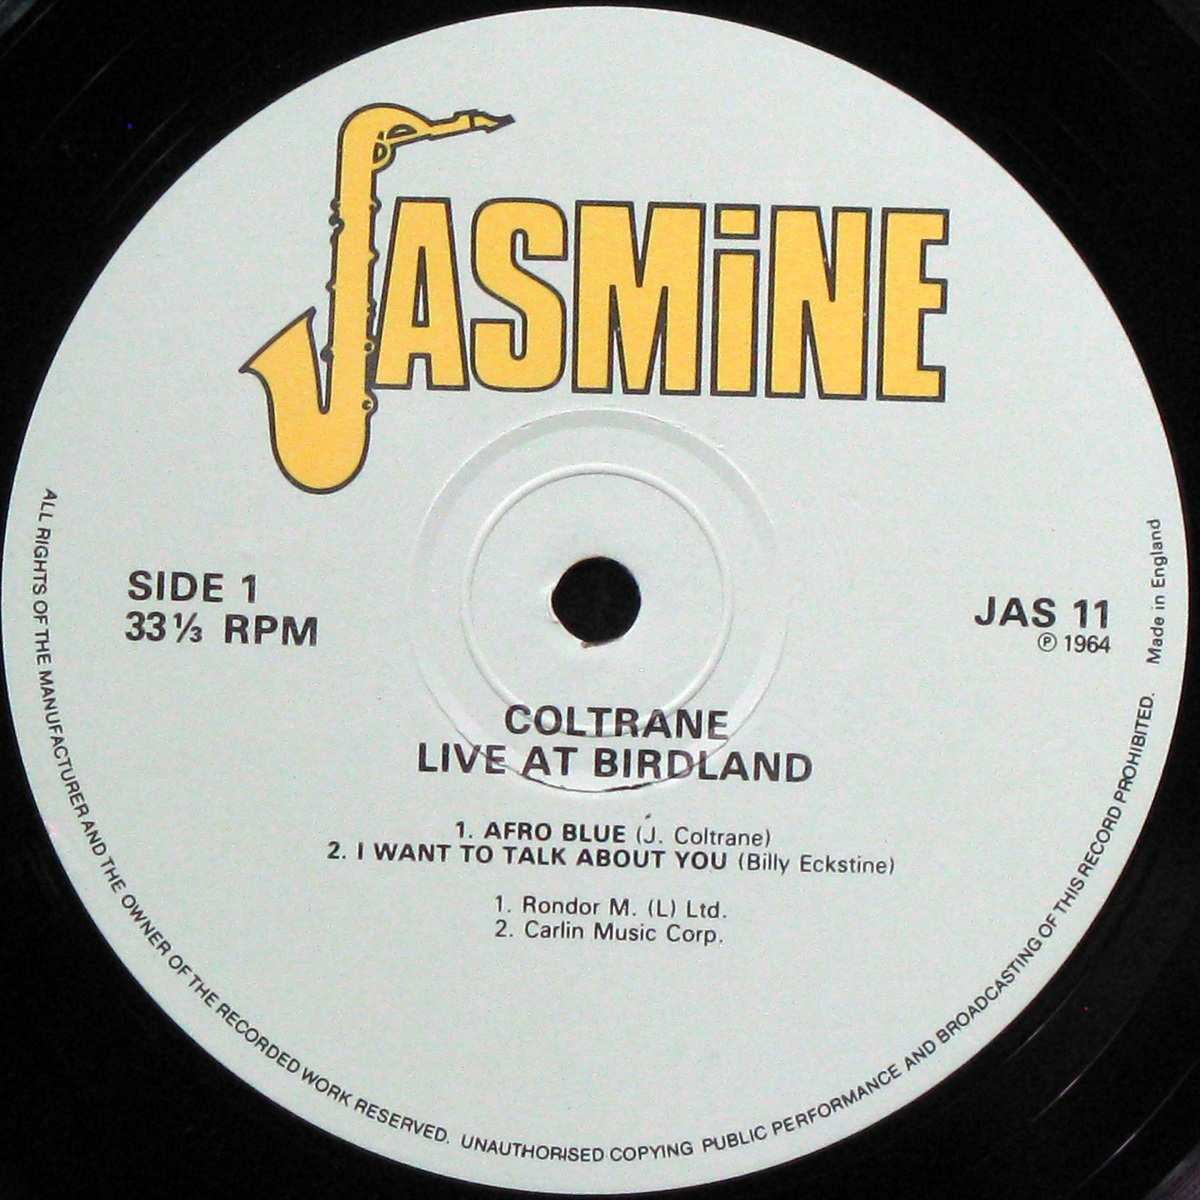 JASMiNE
SIDE 1
33 ⅓ RPM
JAS 11
℗ 1964
Made in England
COLTRANE
LIVE AT BIRDLAND
1. AFRO BLUE (J. Coltrane)
2. I WANT TO TALK ABOUT YOU (Billy Eckstine)
1. Rondor M. (L) Ltd.
2. Carlin Music Corp.
ALL RIGHTS OF THE MANUFACTURER AND THE OWNER OF THE RECORDED WORK RESERVED. UNAUTHORISED COPYING PUBLIC PERFORMANCE AND BROADCASTING OF THIS RECORD PROHIBITED.